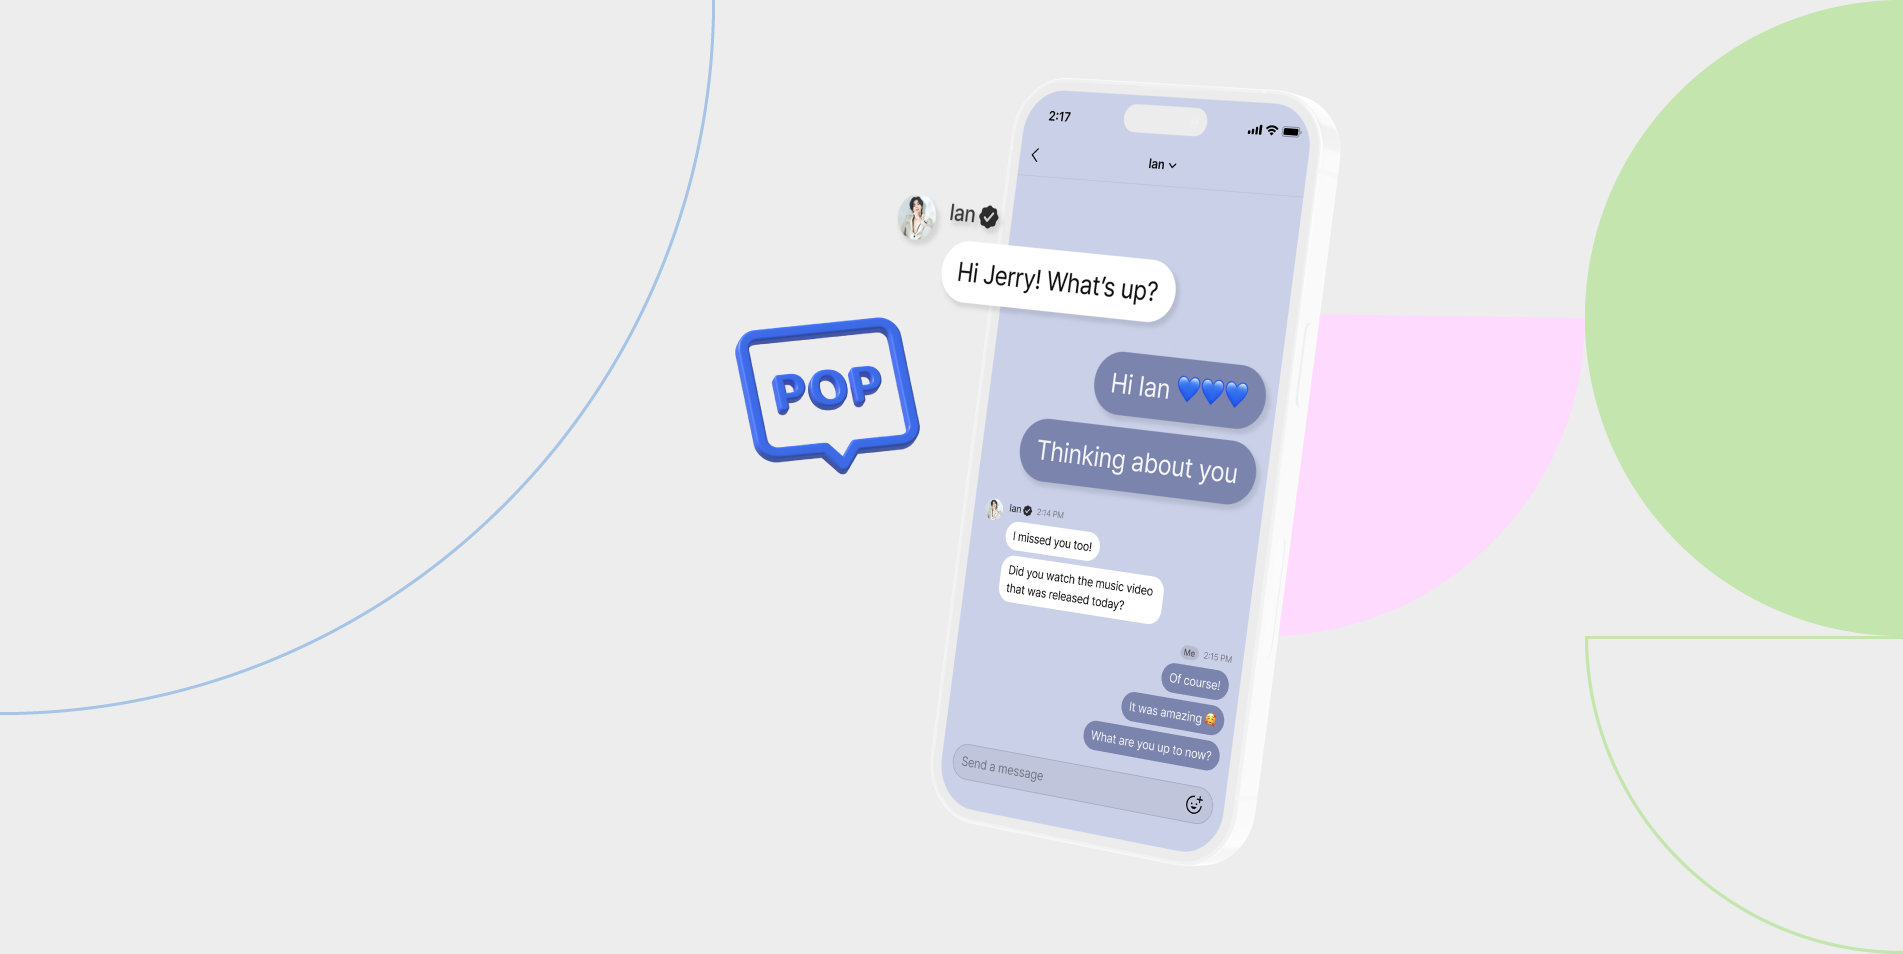 2:17
Ian
Ian
Hi Jerry! What's up?
POP
Hi Ian 💙💙💙
Thinking about you
Ian 2:14 PM
I missed you too!
Did you watch the music video
that was released today?
Me 2:15 PM
Of course!
It was amazing 🥰
What are you up to now?
Send a message